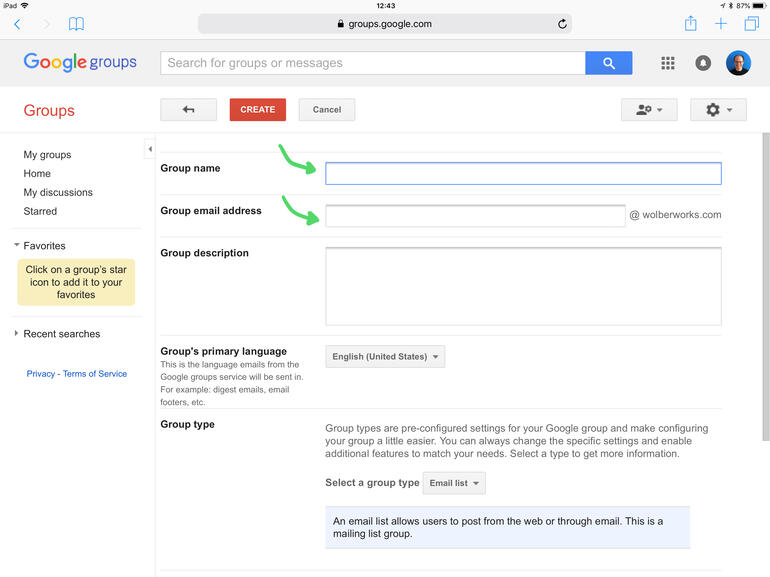 iPad 12:43 87%
groups.google.com
Google groups
Search for groups or messages
Groups
CREATE
Cancel
My groups
Home
My discussions
Starred
Favorites
Click on a group's star
icon to add it to your
favorites
Recent searches
Privacy - Terms of Service
Group name
Group email address
@ wolberworks.com
Group description
Group's primary language
This is the language emails from the
Google groups service will be sent in.
For example: digest emails, email
footers, etc.
English (United States)
Group type
Group types are pre-configured settings for your Google group and make configuring
your group a little easier. You can always change the specific settings and enable
additional features to match your needs. Select a type to get more information.
Select a group type Email list
An email list allows users to post from the web or through email. This is a
mailing list group.